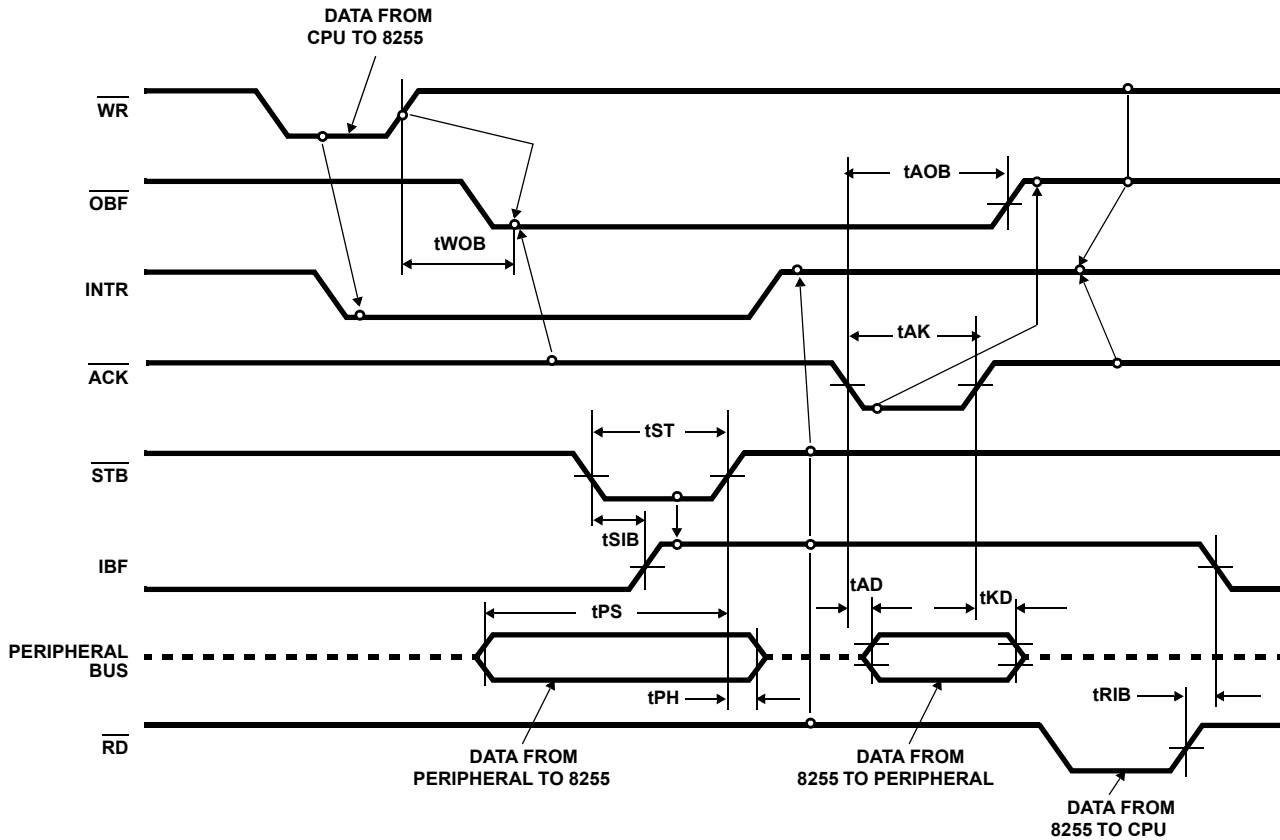 DATA FROM
CPU TO 8255
WR
OBF
tAOB
tWOB
INTR
tAK
ACK
tST
STB
tSIB
IBF
tAD
tKD
tPS
PERIPHERAL
BUS
tPH
tRIB
RD
DATA FROM
PERIPHERAL TO 8255
DATA FROM
8255 TO PERIPHERAL
DATA FROM
8255 TO CPU